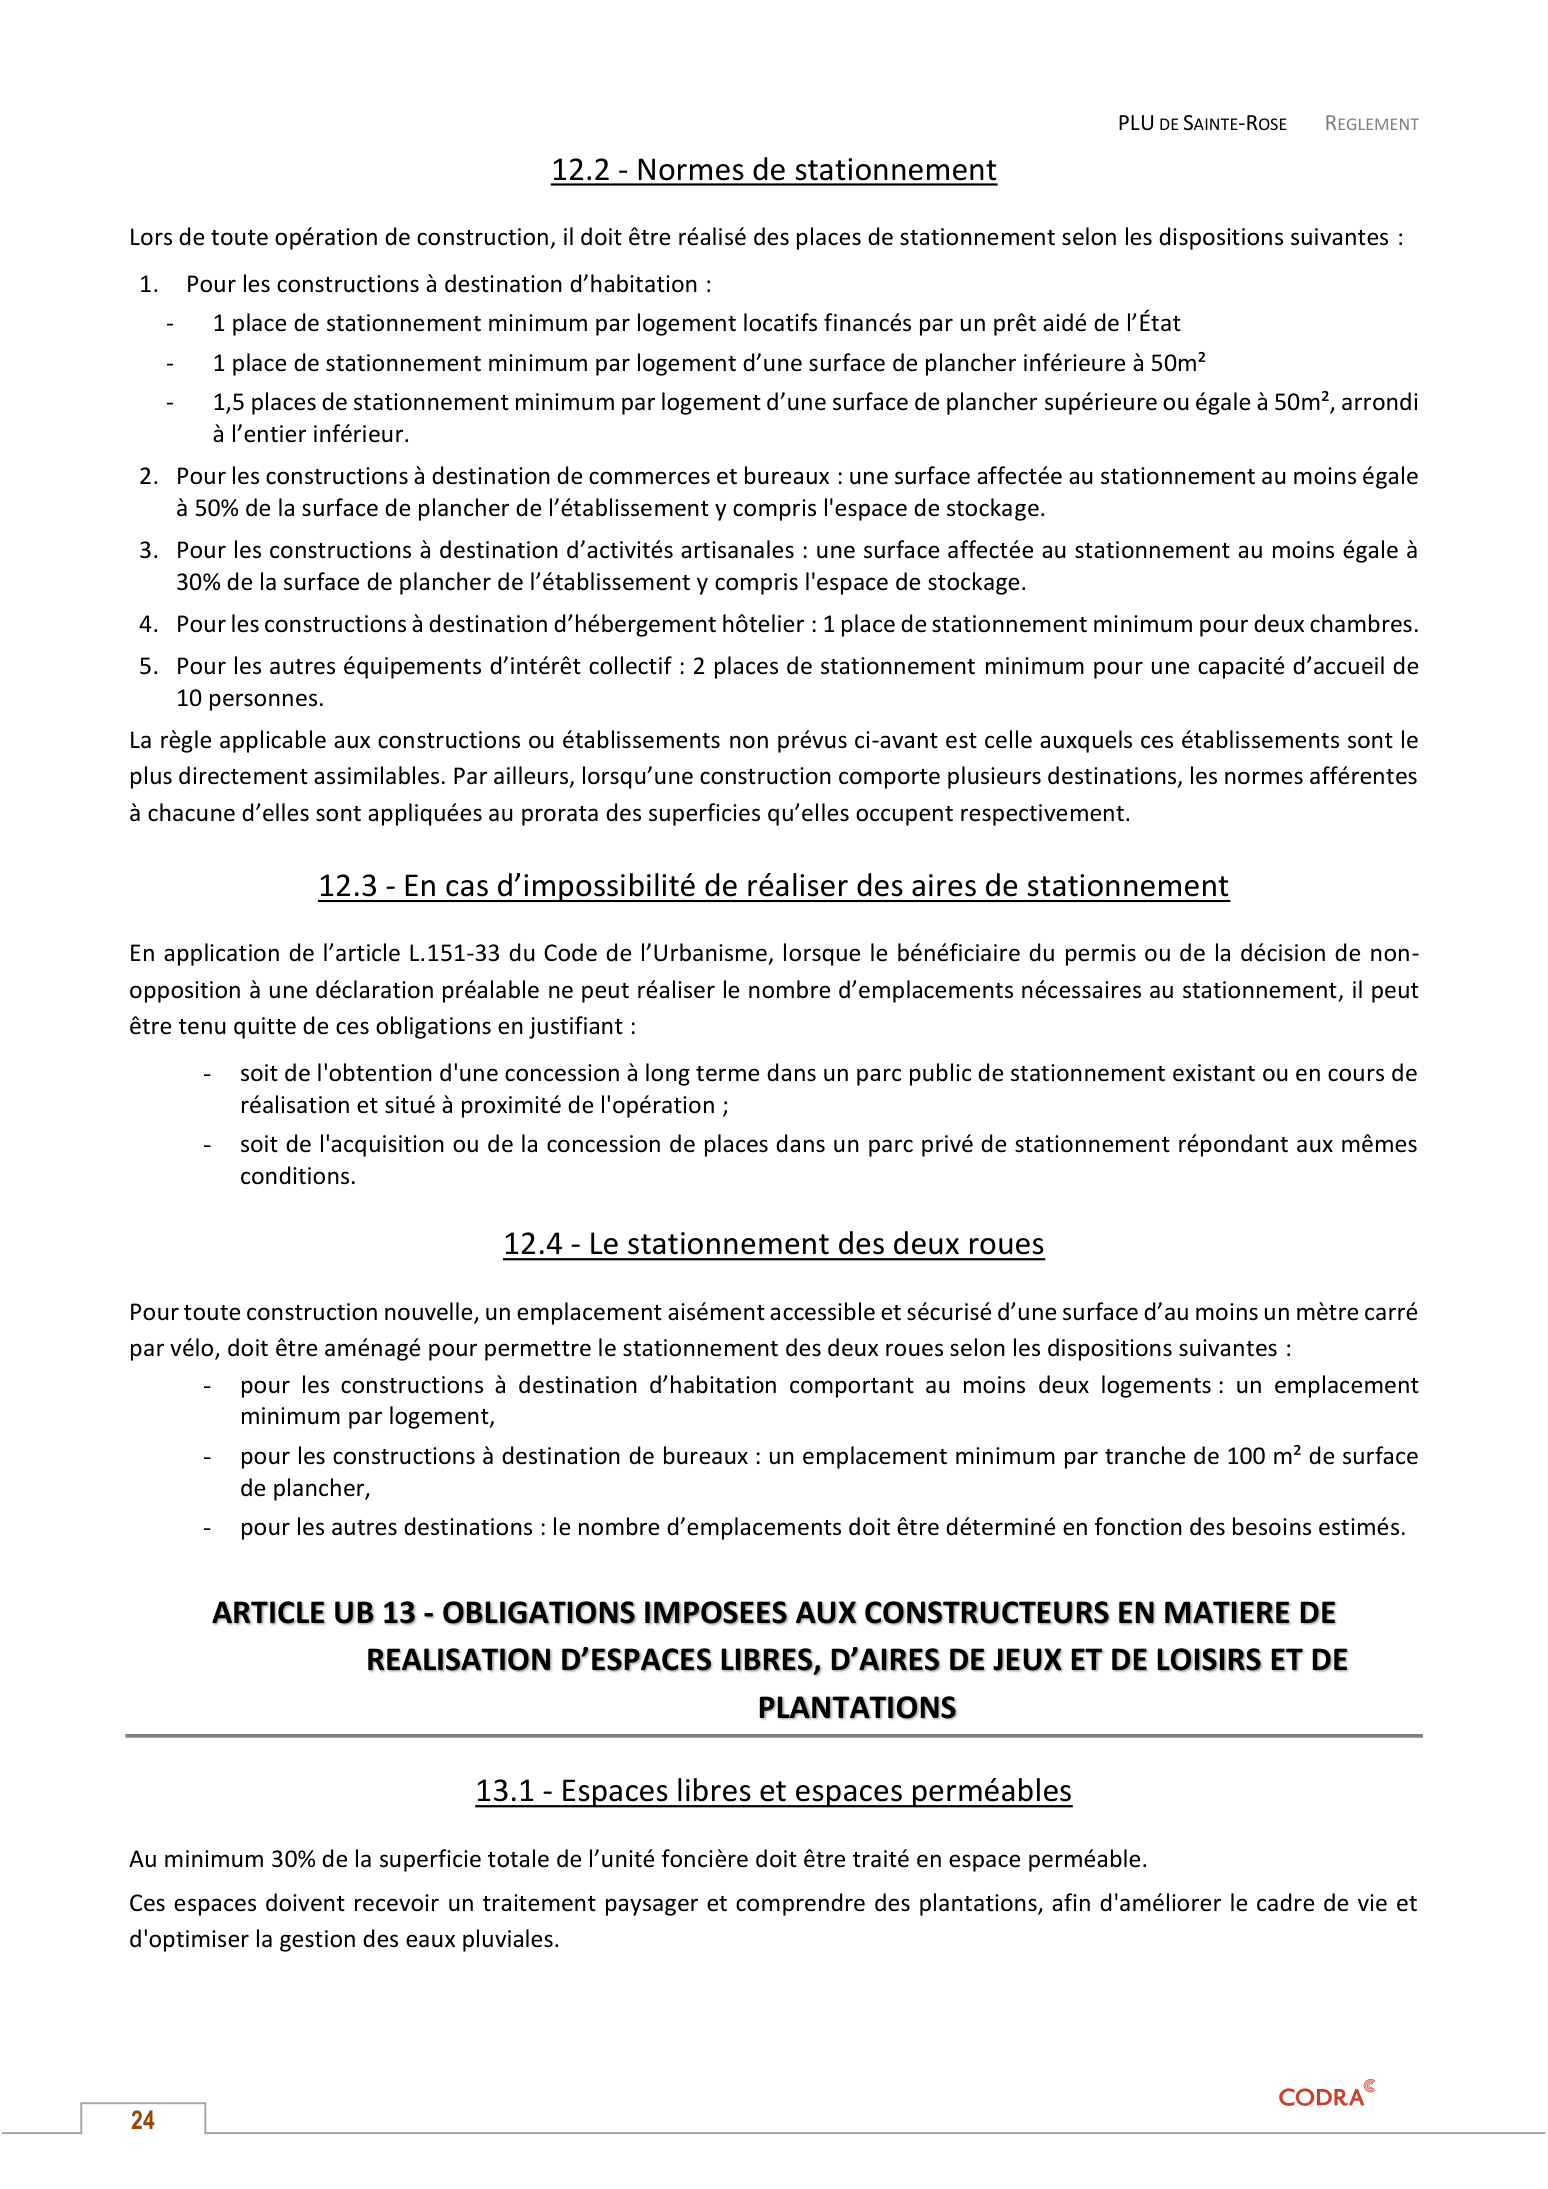 PLU DE SAINTE-ROSE REGLEMENT
12.2 - Normes de stationnement
Lors de toute opération de construction, il doit être réalisé des places de stationnement selon les dispositions suivantes :
1. Pour les constructions à destination d’habitation :
- 1 place de stationnement minimum par logement locatifs financés par un prêt aidé de l’État
- 1 place de stationnement minimum par logement d’une surface de plancher inférieure à 50m²
- 1,5 places de stationnement minimum par logement d’une surface de plancher supérieure ou égale à 50m², arrondi
à l’entier inférieur.
2. Pour les constructions à destination de commerces et bureaux : une surface affectée au stationnement au moins égale
à 50% de la surface de plancher de l’établissement y compris l'espace de stockage.
3. Pour les constructions à destination d’activités artisanales : une surface affectée au stationnement au moins égale à
30% de la surface de plancher de l’établissement y compris l'espace de stockage.
4. Pour les constructions à destination d’hébergement hôtelier : 1 place de stationnement minimum pour deux chambres.
5. Pour les autres équipements d’intérêt collectif : 2 places de stationnement minimum pour une capacité d’accueil de
10 personnes.
La règle applicable aux constructions ou établissements non prévus ci-avant est celle auxquels ces établissements sont le
plus directement assimilables. Par ailleurs, lorsqu’une construction comporte plusieurs destinations, les normes afférentes
à chacune d’elles sont appliquées au prorata des superficies qu’elles occupent respectivement.
12.3 - En cas d’impossibilité de réaliser des aires de stationnement
En application de l’article L.151-33 du Code de l’Urbanisme, lorsque le bénéficiaire du permis ou de la décision de non-
opposition à une déclaration préalable ne peut réaliser le nombre d’emplacements nécessaires au stationnement, il peut
être tenu quitte de ces obligations en justifiant :
- soit de l'obtention d'une concession à long terme dans un parc public de stationnement existant ou en cours de
réalisation et situé à proximité de l'opération ;
- soit de l'acquisition ou de la concession de places dans un parc privé de stationnement répondant aux mêmes
conditions.
12.4 - Le stationnement des deux roues
Pour toute construction nouvelle, un emplacement aisément accessible et sécurisé d’une surface d’au moins un mètre carré
par vélo, doit être aménagé pour permettre le stationnement des deux roues selon les dispositions suivantes :
- pour les constructions à destination d’habitation comportant au moins deux logements : un emplacement
minimum par logement,
- pour les constructions à destination de bureaux : un emplacement minimum par tranche de 100 m² de surface
de plancher,
- pour les autres destinations : le nombre d’emplacements doit être déterminé en fonction des besoins estimés.
ARTICLE UB 13 - OBLIGATIONS IMPOSEES AUX CONSTRUCTEURS EN MATIERE DE
REALISATION D’ESPACES LIBRES, D’AIRES DE JEUX ET DE LOISIRS ET DE
PLANTATIONS
13.1 - Espaces libres et espaces perméables
Au minimum 30% de la superficie totale de l’unité foncière doit être traité en espace perméable.
Ces espaces doivent recevoir un traitement paysager et comprendre des plantations, afin d'améliorer le cadre de vie et
d'optimiser la gestion des eaux pluviales.
CODRA
24